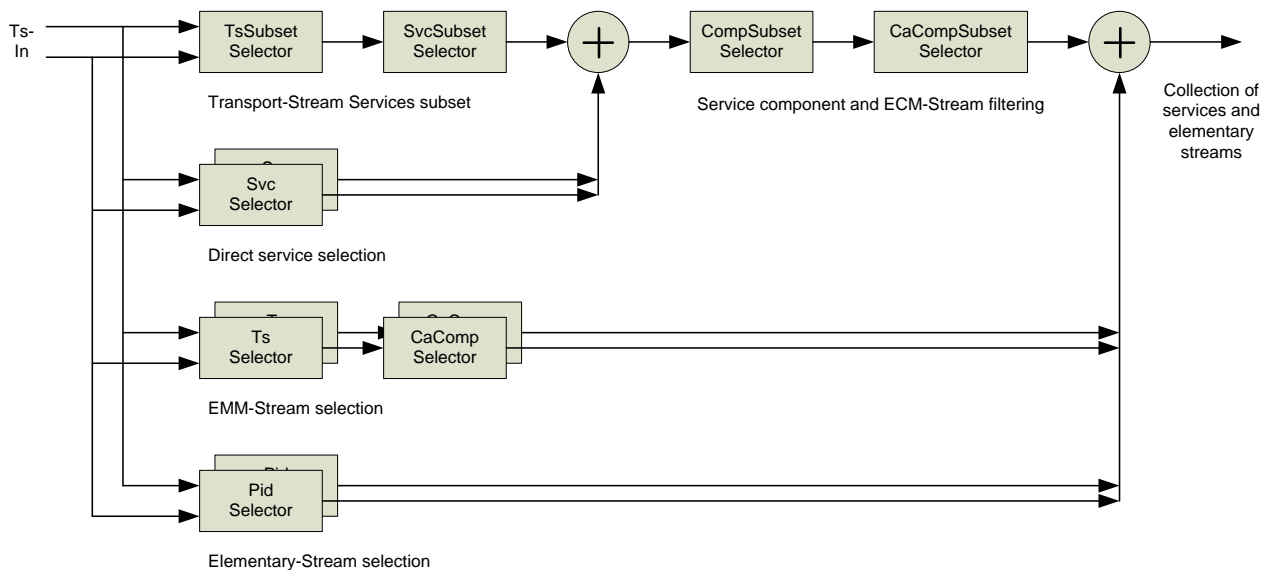 Ts-
In
TsSubset
Selector
SvcSubset
Selector
CompSubset
Selector
CaCompSubset
Selector
Transport-Stream Services subset
Service component and ECM-Stream filtering
Collection of
services and
elementary
streams
Svc
Selector
Direct service selection
Ts
Selector
CaComp
Selector
EMM-Stream selection
Pid
Selector
Elementary-Stream selection